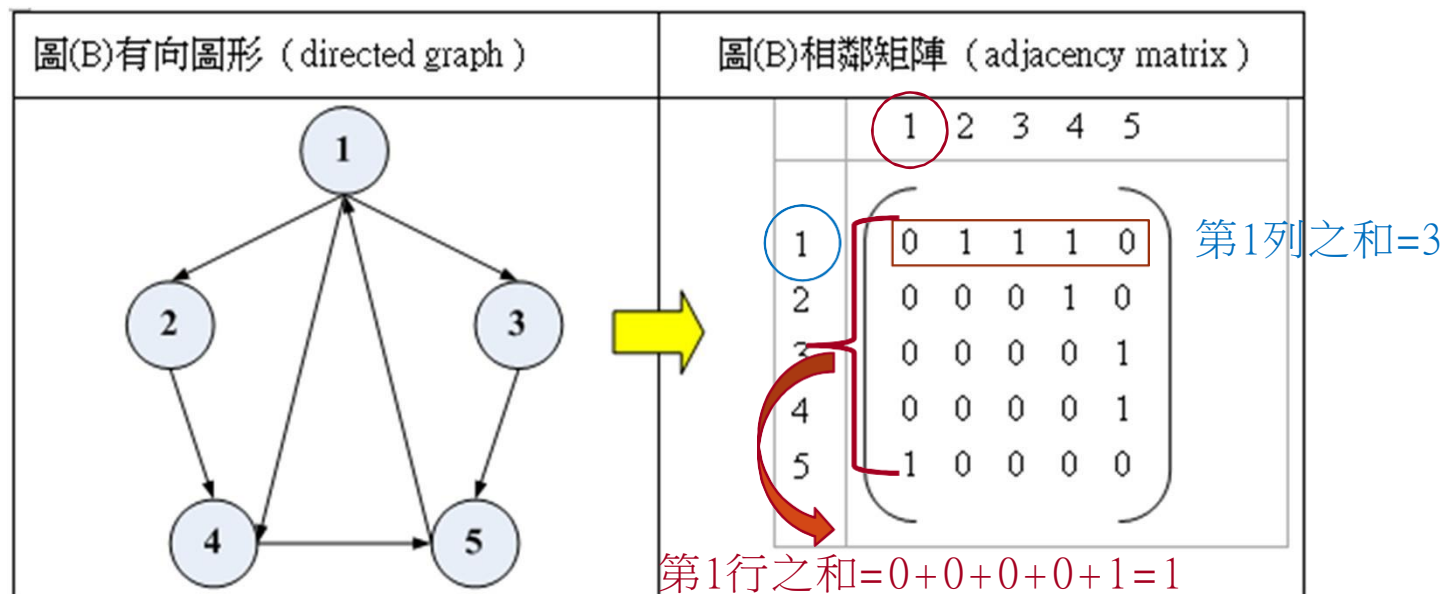 圖(B)有向圖形（directed graph）
圖(B)相鄰矩陣（adjacency matrix）
1
2
3
4
5
1 2 3 4 5
1 0 1 1 1 0
第1列之和=3
2 0 0 0 1 0
3 0 0 0 0 1
4 0 0 0 0 1
5 1 0 0 0 0
第1行之和=0+0+0+0+1=1